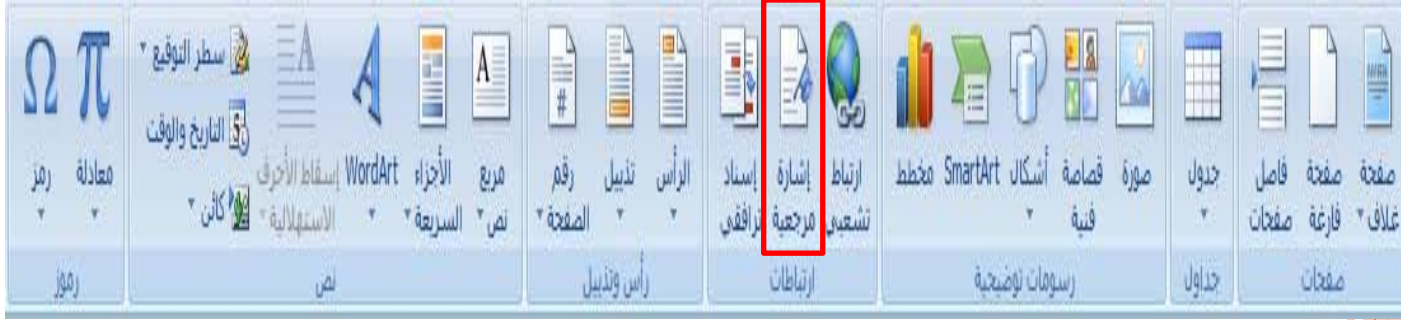 صفحة غلاف
صفحة فارغة
فاصل صفحات
صفحات
جدول
جداول
صورة
قصاصة فنية
أشكال
SmartArt
مخطط
رسومات توضيحية
ارتباط تشعبي
إشارة مرجعية
إسناد ترافقي
ارتباطات
الرأس
تذييل
رقم الصفحة
#
رأس وتذييل
مربع نص
A
الأجزاء السريعة
WordArt
A
إسقاط الأحرف الاستهلالية
A
سطر التوقيع
التاريخ والوقت
5
كائن
نص
معادلة
π
رمز
Ω
رموز